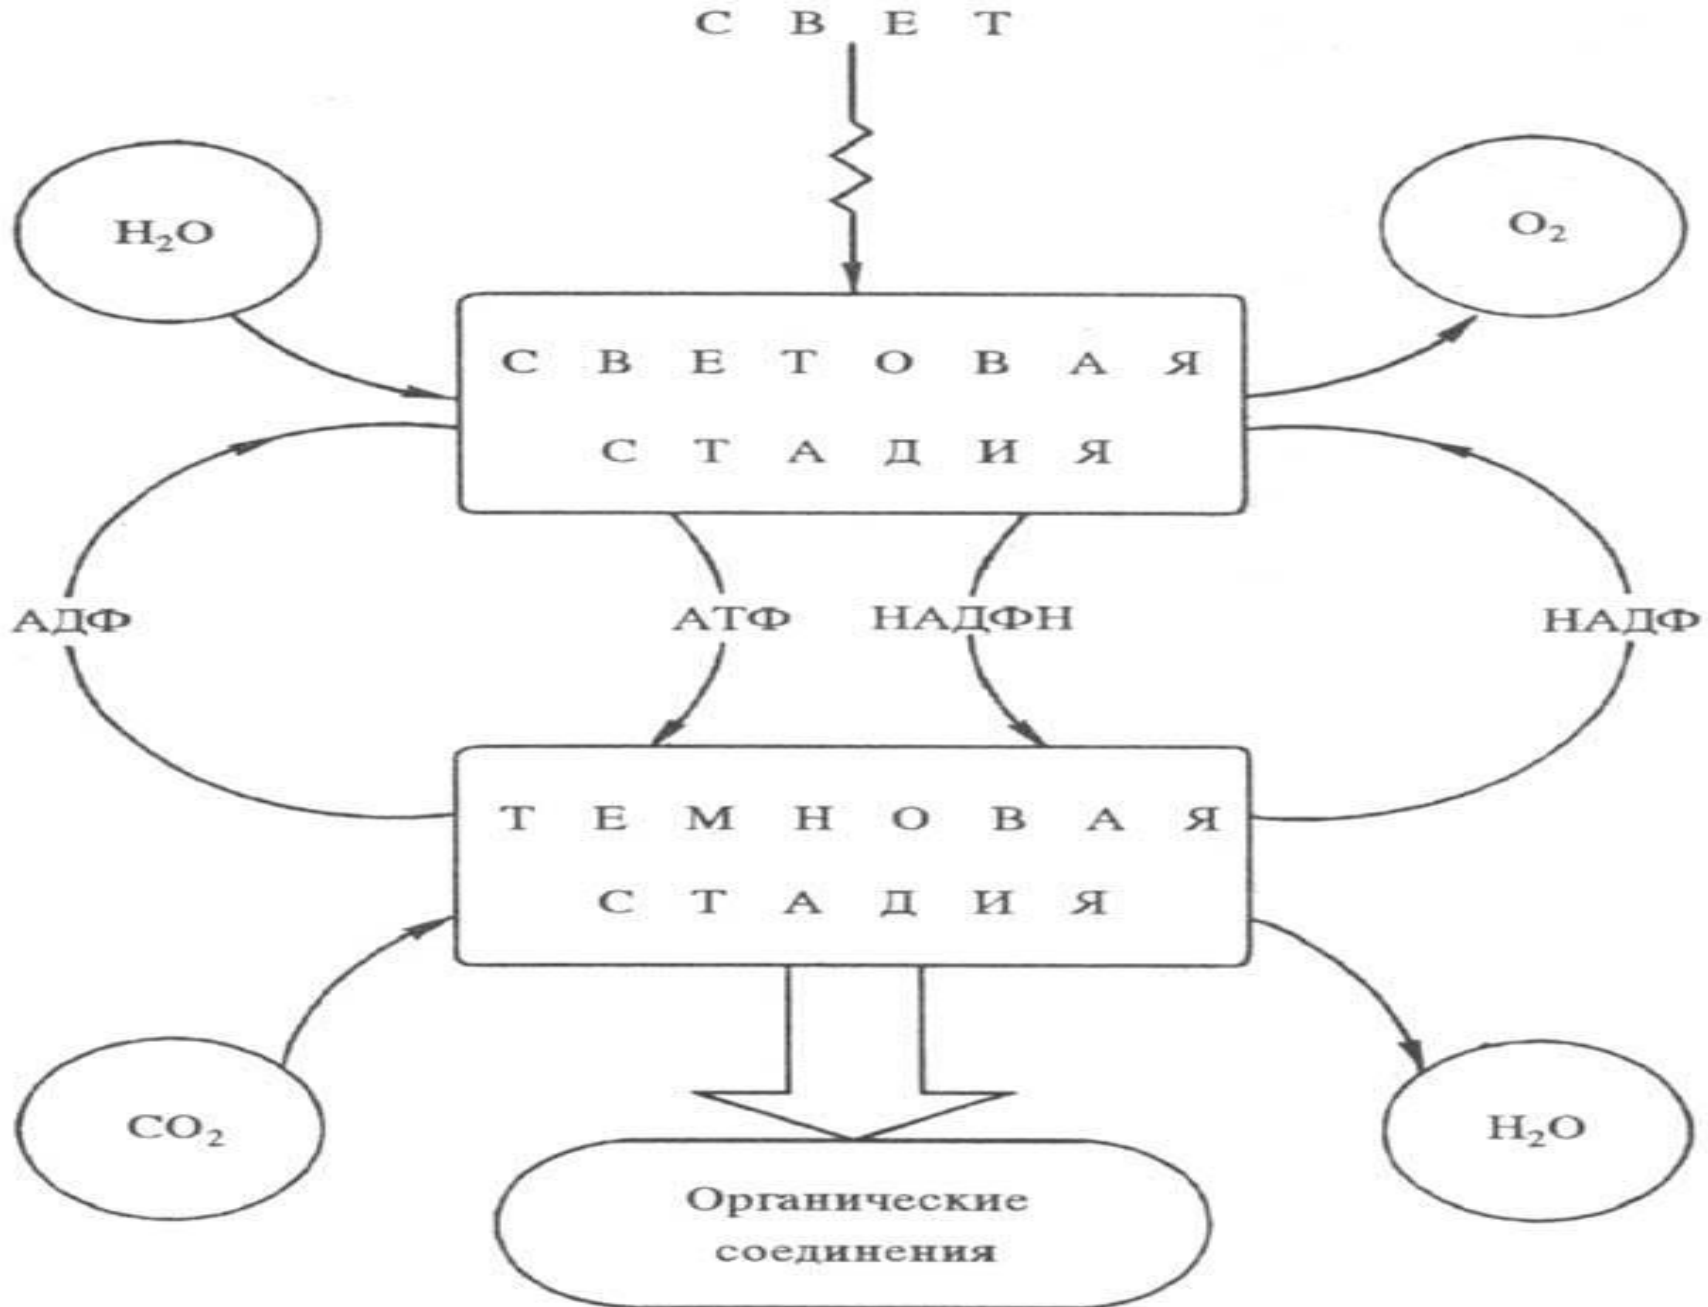 С В Е Т
H₂O
O₂
С В Е Т О В А Я
С Т А Д И Я
АДФ
АТФ
НАДФН
НАДФ
Т Е М Н О В А Я
С Т А Д И Я
CO₂
H₂O
Органические
соединения